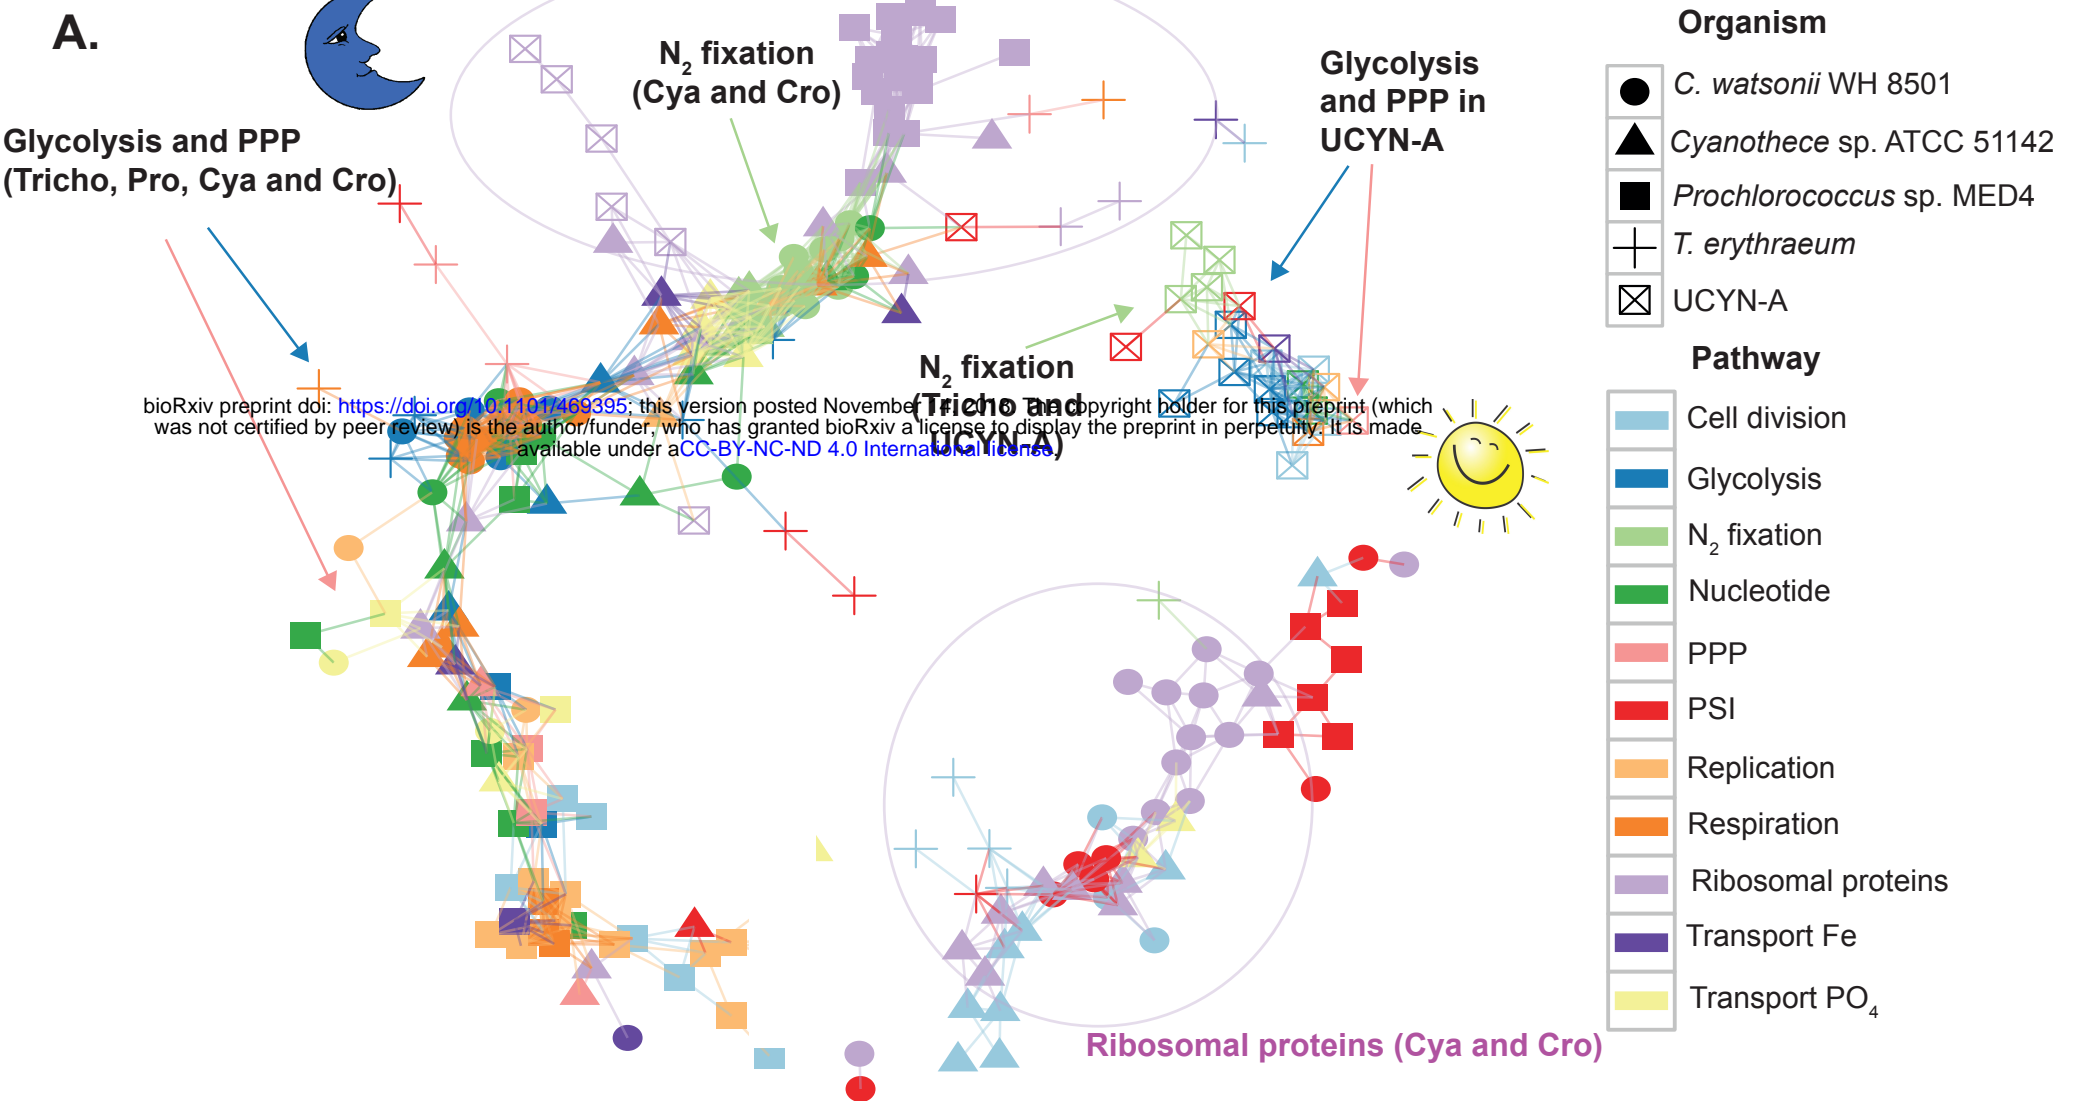 A.
N2 fixation
(Cya and Cro)
Glycolysis
and PPP in
UCYN-A
Glycolysis and PPP
(Tricho, Pro, Cya and Cro)
N2 fixation
(Tricho and
UCYN-A)
bioRxiv preprint doi: https://doi.org/10.1101/469395; this version posted November 14, 2018. The copyright holder for this preprint (which
was not certified by peer review) is the author/funder, who has granted bioRxiv a license to display the preprint in perpetuity. It is made
available under aCC-BY-NC-ND 4.0 International license.
Ribosomal proteins (Cya and Cro)
Organism
C. watsonii WH 8501
Cyanothece sp. ATCC 51142
Prochlorococcus sp. MED4
T. erythraeum
UCYN-A
Pathway
Cell division
Glycolysis
N2 fixation
Nucleotide
PPP
PSI
Replication
Respiration
Ribosomal proteins
Transport Fe
Transport PO4